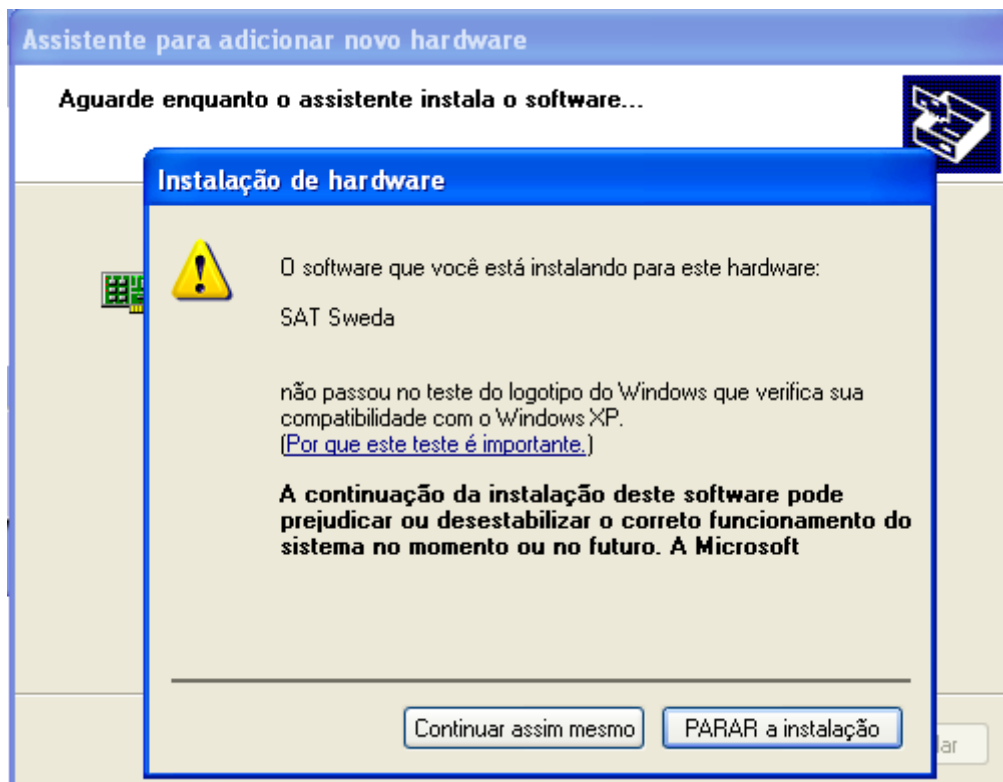 Assistente para adicionar novo hardware
Aguarde enquanto o assistente instala o software...
Instalação de hardware
O software que você está instalando para este hardware:
SAT Sweda
não passou no teste do logotipo do Windows que verifica sua
compatibilidade com o Windows XP.
(Por que este teste é importante.)
A continuação da instalação deste software pode
prejudicar ou desestabilizar o correto funcionamento do
sistema no momento ou no futuro. A Microsoft
Continuar assim mesmo
PARAR a instalação